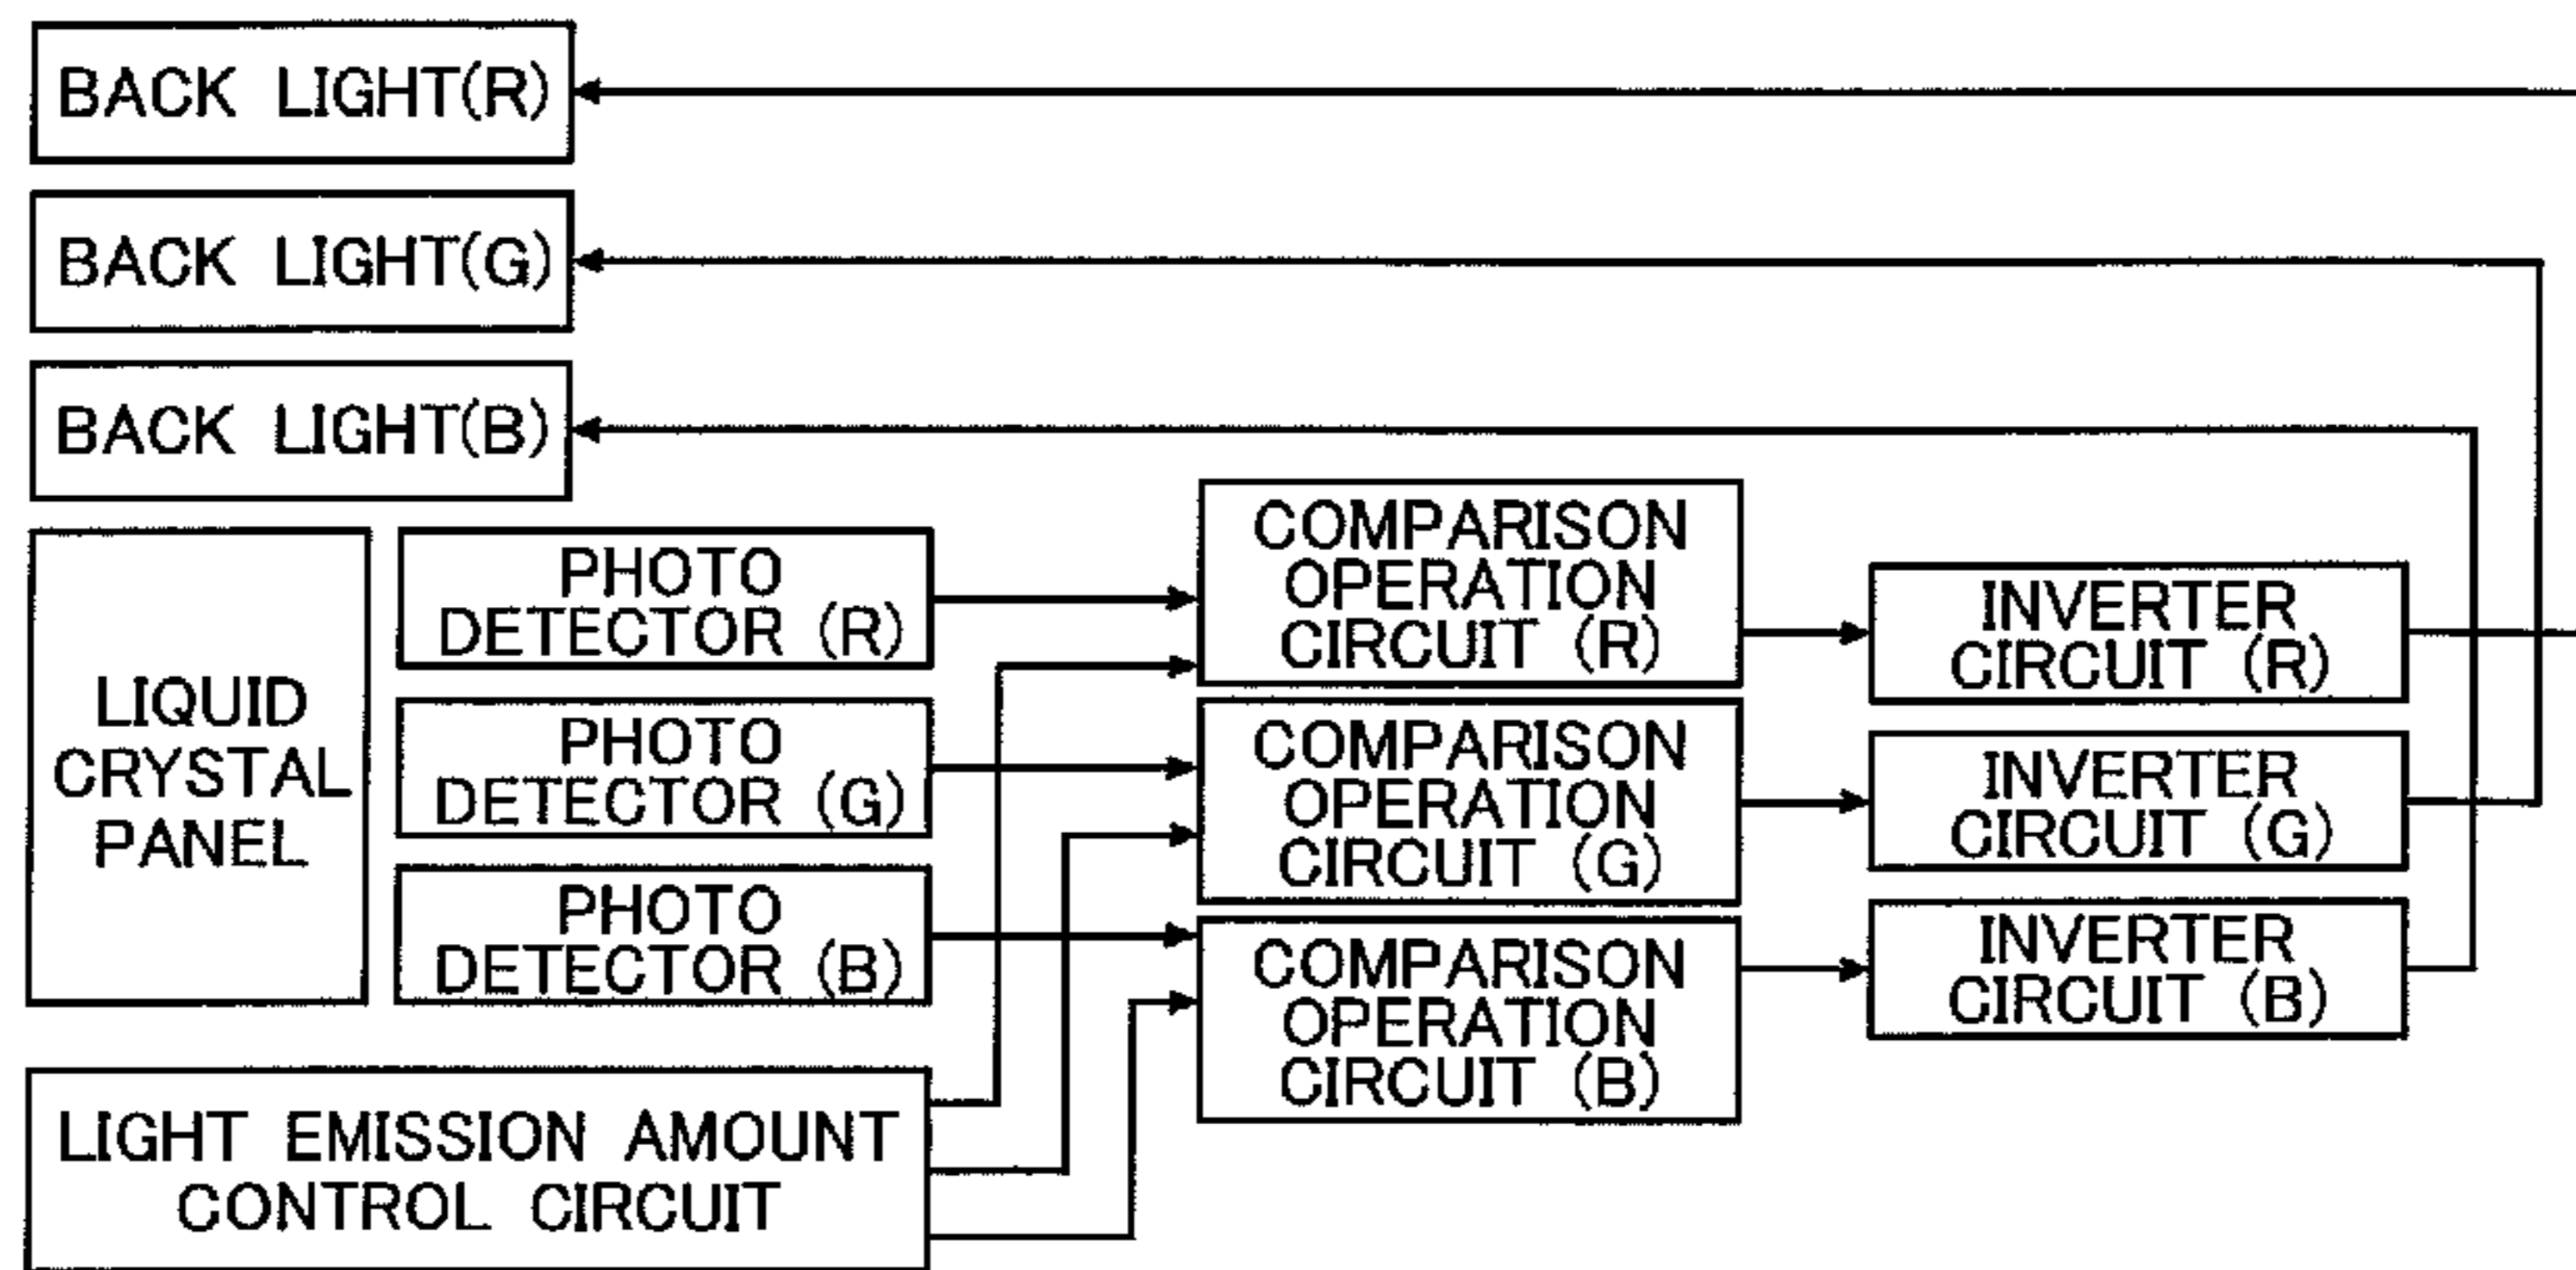 BACK LIGHT(R)
BACK LIGHT(G)
BACK LIGHT(B)
LIQUID
CRYSTAL
PANEL
PHOTO
DETECTOR (R)
PHOTO
DETECTOR (G)
PHOTO
DETECTOR (B)
LIGHT EMISSION AMOUNT
CONTROL CIRCUIT
COMPARISON
OPERATION
CIRCUIT (R)
COMPARISON
OPERATION
CIRCUIT (G)
COMPARISON
OPERATION
CIRCUIT (B)
INVERTER
CIRCUIT (R)
INVERTER
CIRCUIT (G)
INVERTER
CIRCUIT (B)